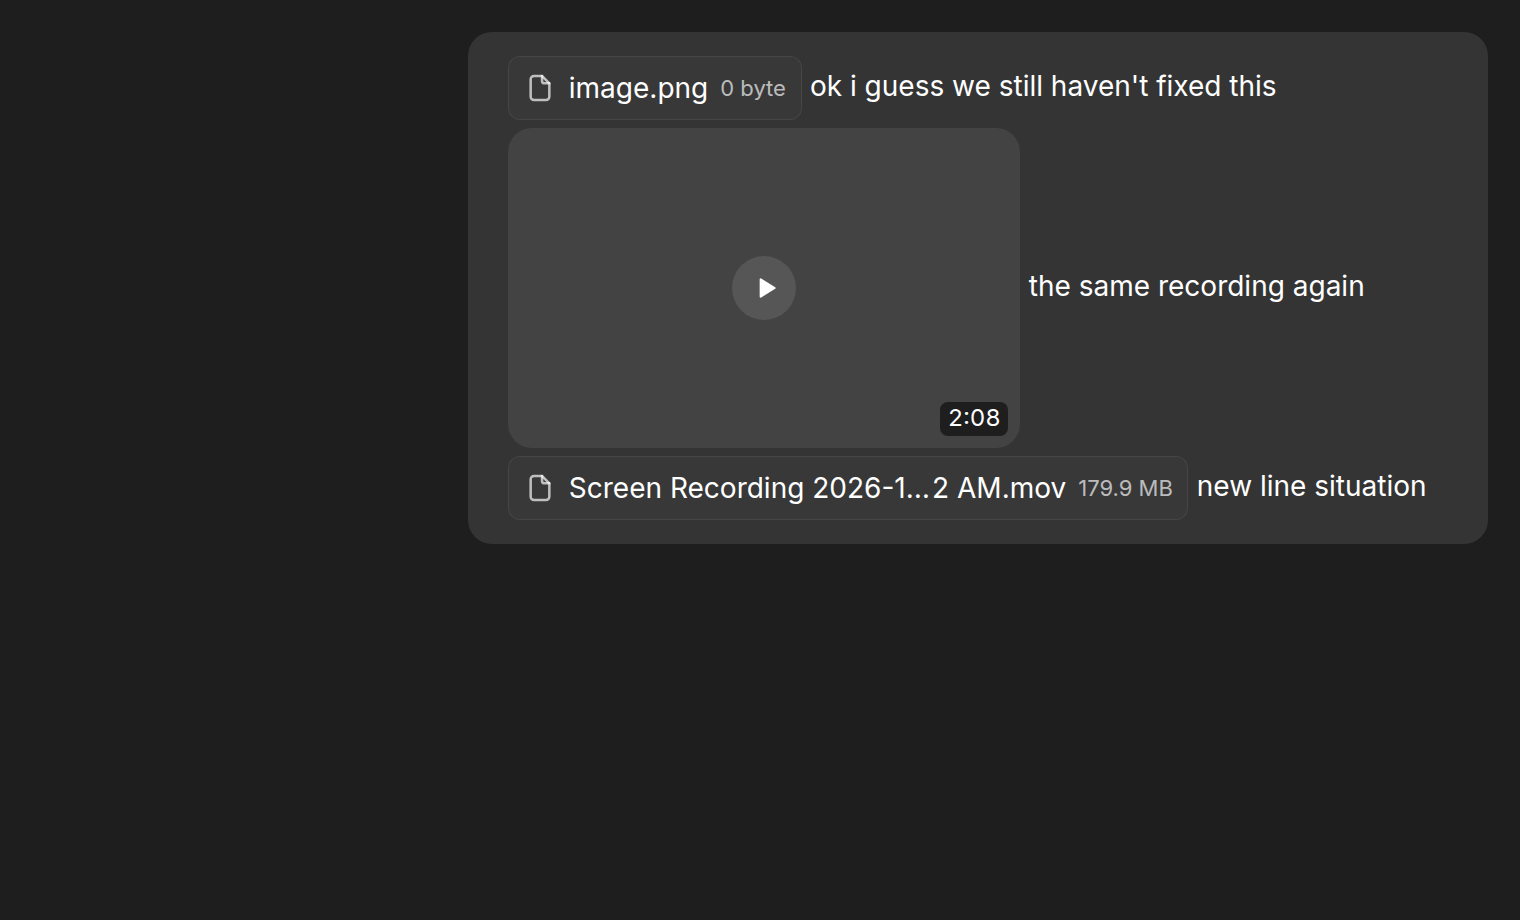 image.png 0 byte ok i guess we still haven't fixed this
the same recording again
2:08
Screen Recording 2026-1...2 AM.mov 179.9 MB new line situation